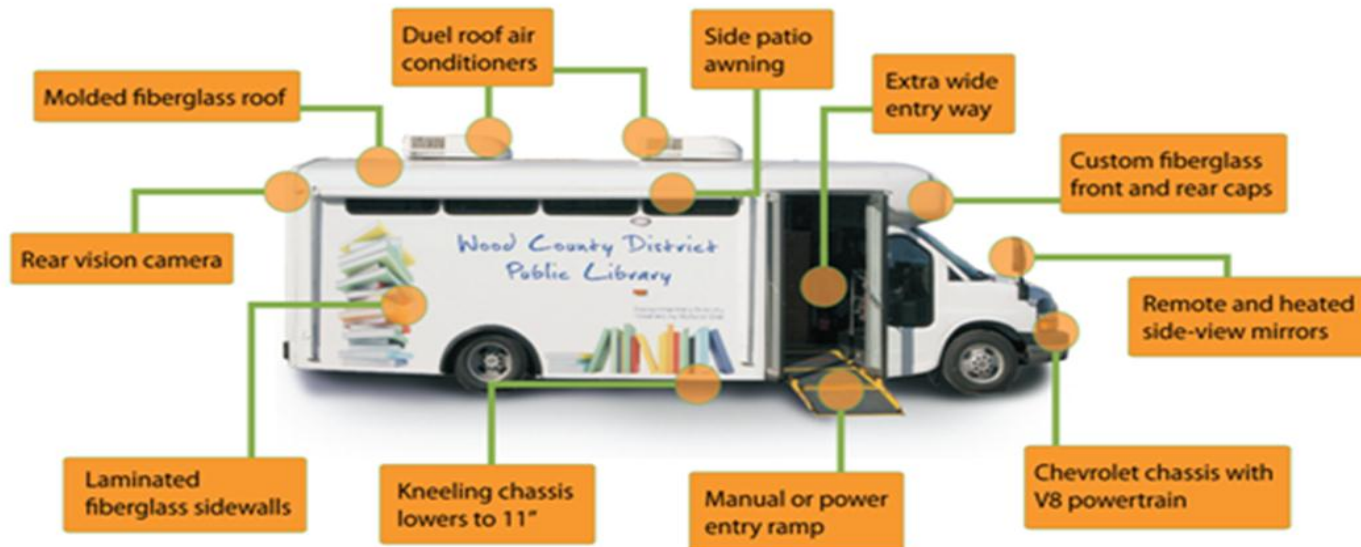 Duel roof air
conditioners
Side patio
awning
Molded fiberglass roof
Extra wide
entry way
Custom fiberglass
front and rear caps
Rear vision camera
Wood County District
Public Library
Remote and heated
side-view mirrors
Laminated
fiberglass sidewalls
Kneeling chassis
lowers to 11"
Manual or power
entry ramp
Chevrolet chassis with
V8 powertrain